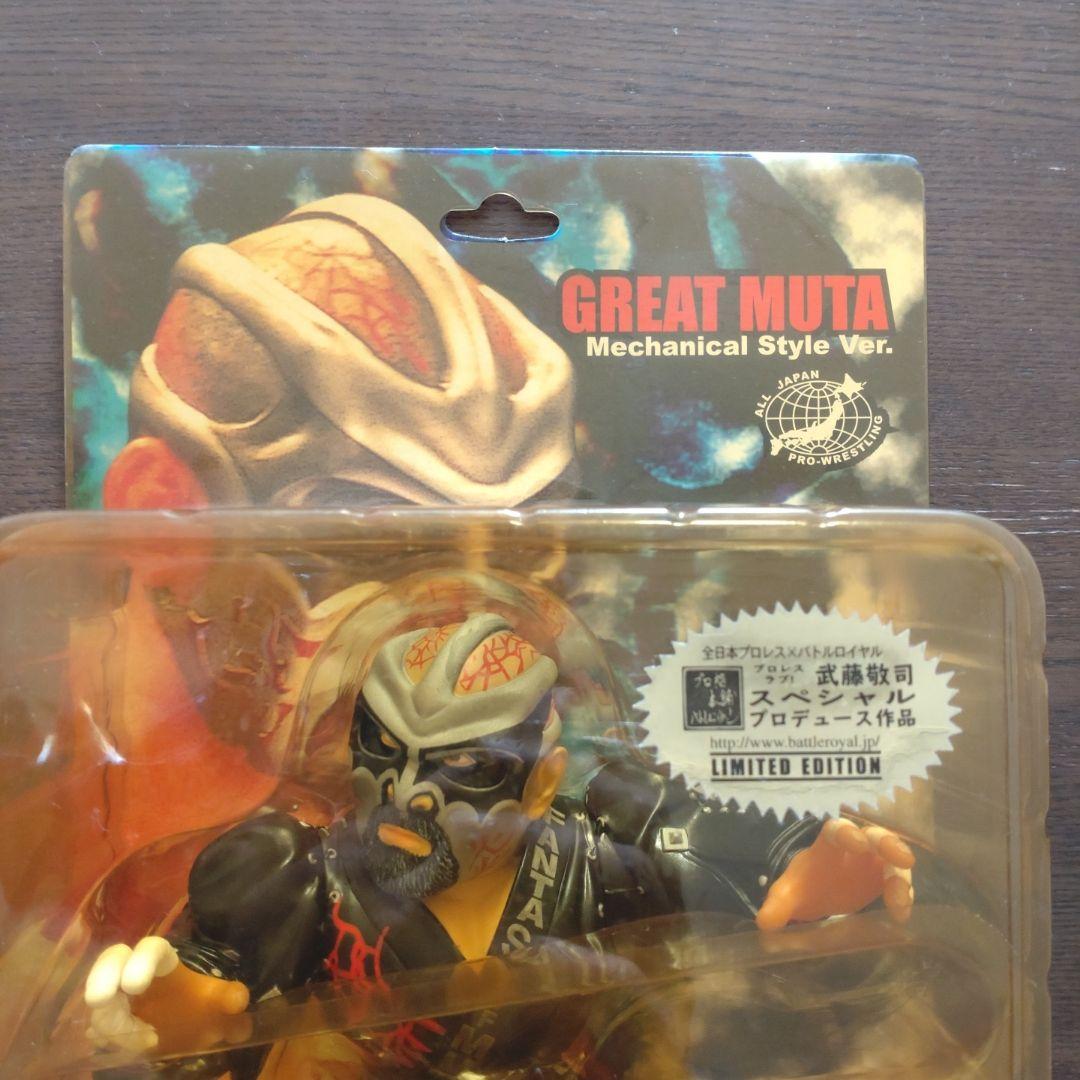 GREAT MUTA
Mechanical Style Ver.
ALL JAPAN
PRO-WRESTLING
全日本プロレス×バトルロイヤル
プロレス
ラブ!
武藤敬司
スペシャル
プロデュース作品
http://www.battleroyal.jp/
LIMITED EDITION
FANTAS